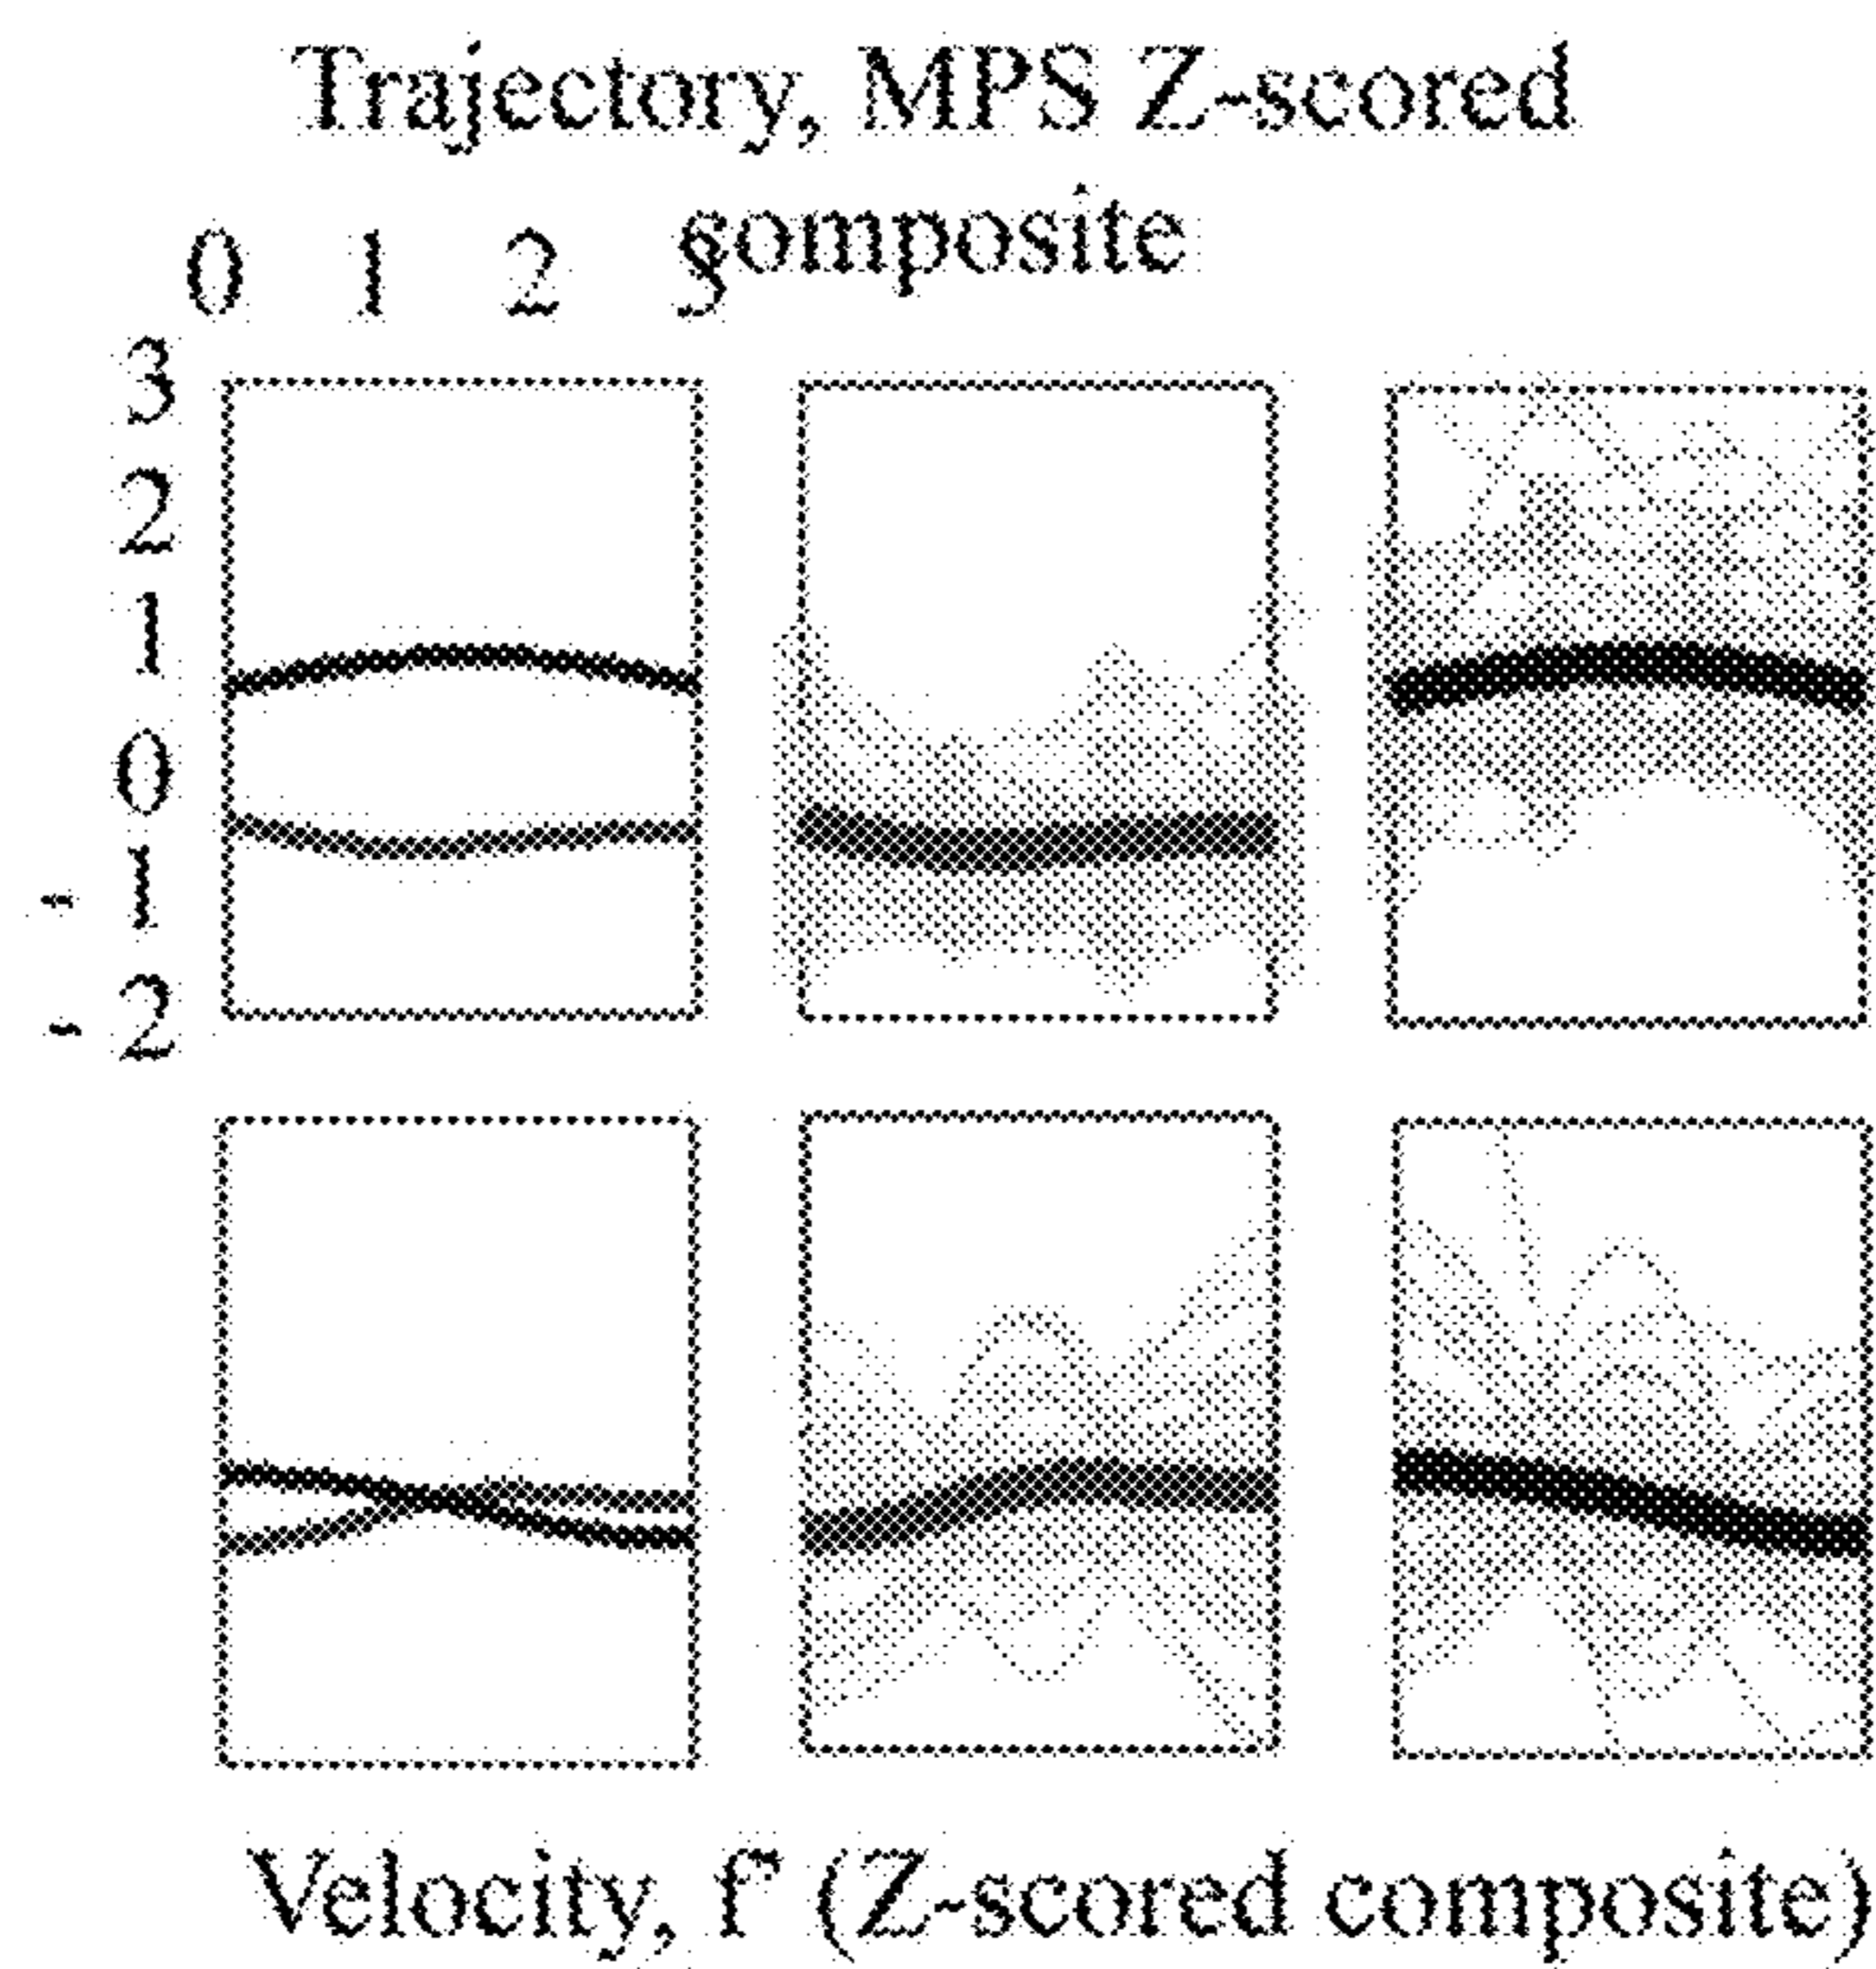 Trajectory, MPS Z-scored
composite
0 1 2 3
3
2
1
0
- 1
- 2
Velocity, f' (Z-scored composite)